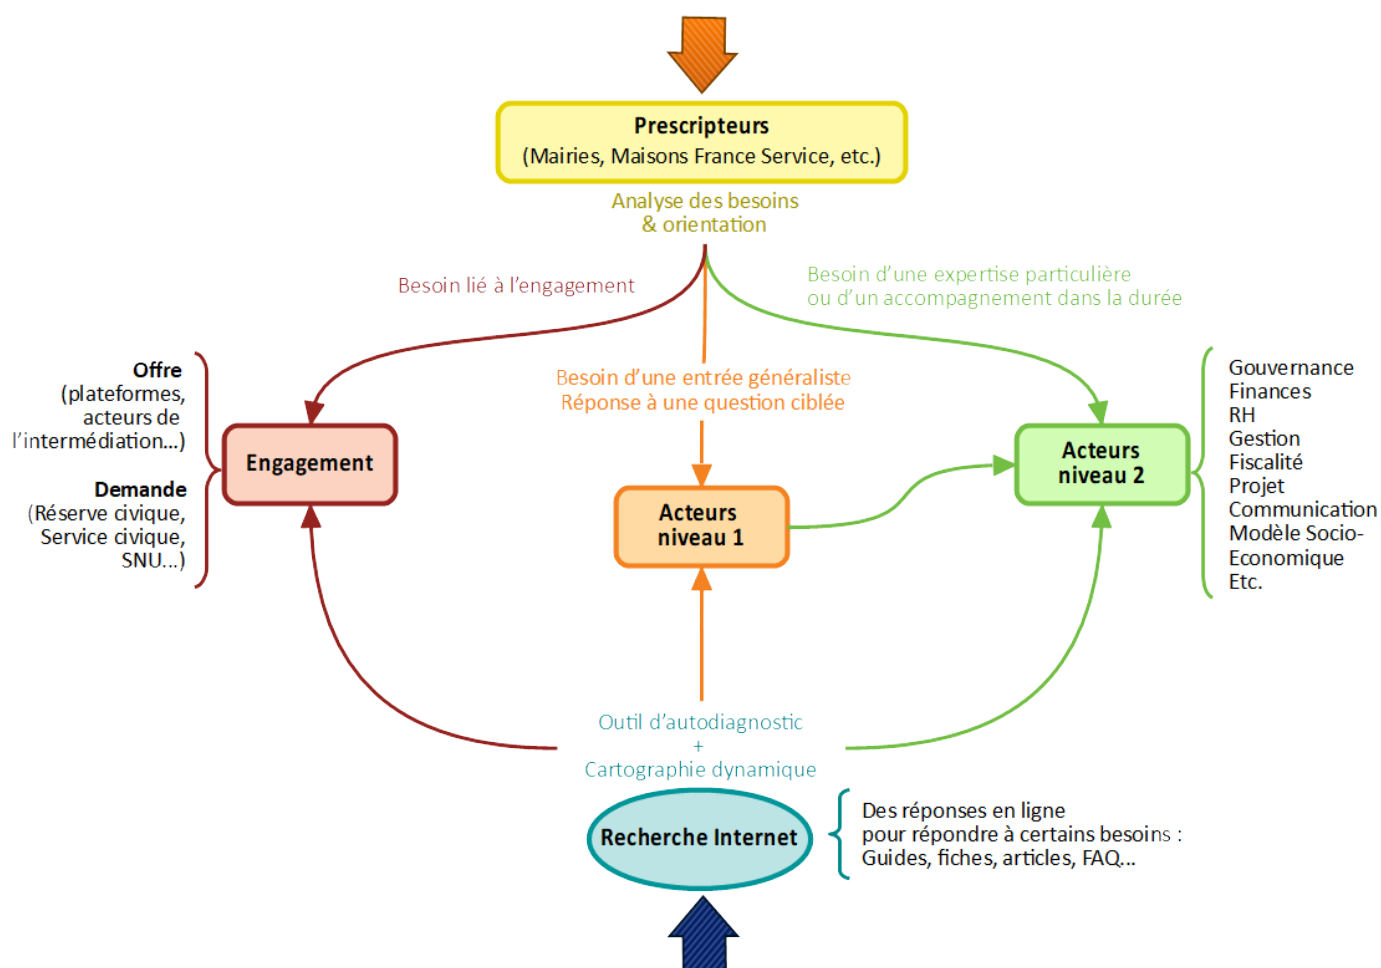 Prescripteurs
(Mairies, Maisons France Service, etc.)
Analyse des besoins
& orientation
Besoin lié à l'engagement
Besoin d'une expertise particulière
ou d'un accompagnement dans la durée
Besoin d'une entrée généraliste
Réponse à une question ciblée
Offre
(plateformes,
acteurs de
l'intermédiation...)
Demande
(Réserve civique,
Service civique,
SNU...)
Engagement
Acteurs
niveau 1
Acteurs
niveau 2
Gouvernance
Finances
RH
Gestion
Fiscalité
Projet
Communication
Modèle Socio-
Economique
Etc.
Outil d'autodiagnostic
+
Cartographie dynamique
Recherche Internet
Des réponses en ligne
pour répondre à certains besoins :
Guides, fiches, articles, FAQ...